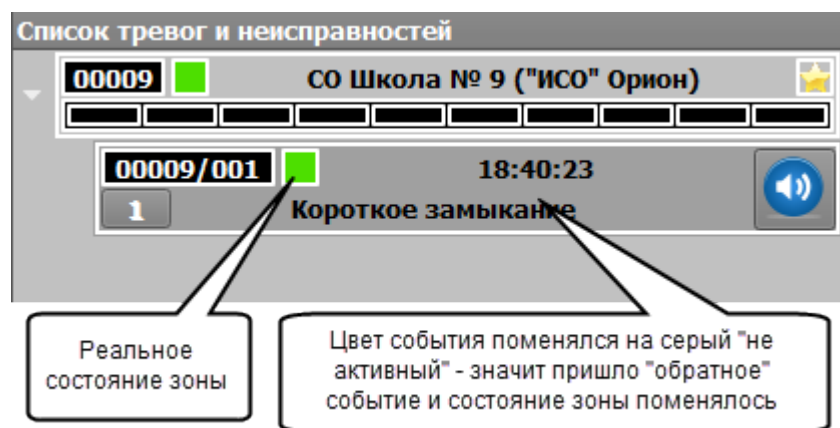 Список тревог и неисправностей
00009 СО Школа № 9 ("ИСО" Орион)
00009/001 18:40:23
1 Короткое замыкание
Реальное
состояние зоны
Цвет события поменялся на серый "не
активный" - значит пришло "обратное"
событие и состояние зоны поменялось